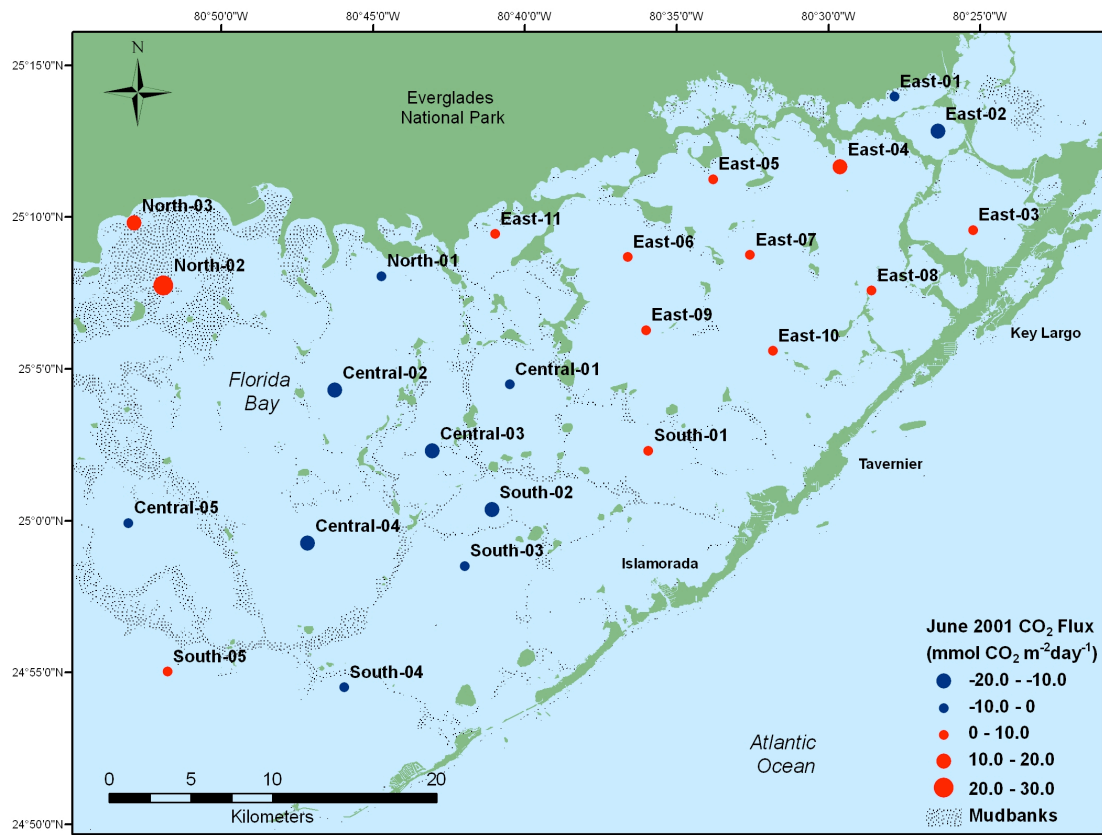 80°50'0"W 80°45'0"W 80°40'0"W 80°35'0"W 80°30'0"W 80°25'0"W
25°15'0"N
25°10'0"N
25°5'0"N
25°0'0"N
24°55'0"N
24°50'0"N
N
Everglades
National Park
East-01
East-02
East-04
East-05
East-03
North-03
East-11
East-06
East-07
North-01
North-02
East-08
East-09
Key Largo
East-10
Florida
Bay
Central-02
Central-01
Central-03
South-01
Tavernier
South-02
Central-05
Central-04
South-03
Islamorada
South-05
South-04
Atlantic
Ocean
0 5 10 20
Kilometers
June 2001 CO₂ Flux
(mmol CO₂ m⁻²day⁻¹)
-20.0 - -10.0
-10.0 - 0
0 - 10.0
10.0 - 20.0
20.0 - 30.0
Mudbanks